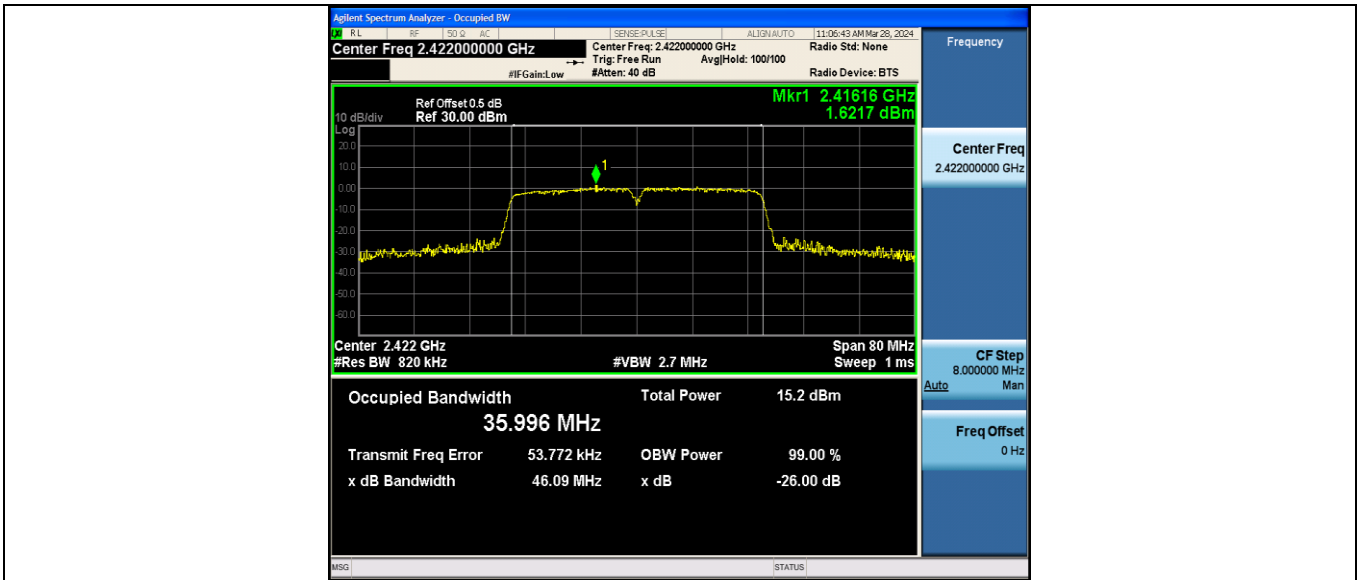 Agilent Spectrum Analyzer - Occupied BW
LXI RL RF 50 Ω AC SENSE:PULSE ALIGNAUTO 11:06:43 AM Mar 28, 2024
Center Freq 2.422000000 GHz
Center Freq: 2.422000000 GHz
Radio Std: None
Trig: Free Run Avg|Hold: 100/100
#IFGain:Low #Atten: 40 dB Radio Device: BTS
Frequency
Mkr1 2.41616 GHz
1.6217 dBm
Ref Offset 0.5 dB
10 dB/div Ref 30.00 dBm
Log
20.0
10.0
0.00
-10.0
-20.0
-30.0
-40.0
-50.0
-60.0
1
Center 2.422 GHz Span 80 MHz
#Res BW 820 kHz #VBW 2.7 MHz Sweep 1 ms
Occupied Bandwidth Total Power 15.2 dBm
35.996 MHz
Transmit Freq Error 53.772 kHz OBW Power 99.00 %
x dB Bandwidth 46.09 MHz x dB -26.00 dB
Center Freq
2.422000000 GHz
CF Step
8.000000 MHz
Auto Man
Freq Offset
0 Hz
MSG STATUS